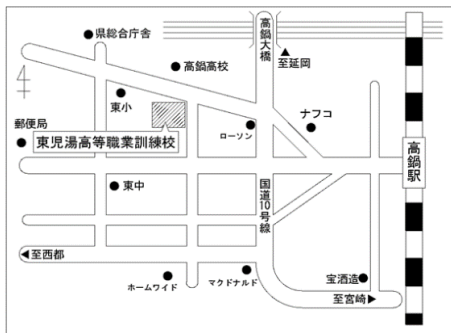 県総合庁舎
高鍋大橋
至延岡
高鍋高校
東小
ナフコ
郵便局
ローソン
東児湯高等職業訓練校
高鍋駅
東中
国道10号線
至西都
ホームワイド
マクドナルド
宝酒造
至宮崎